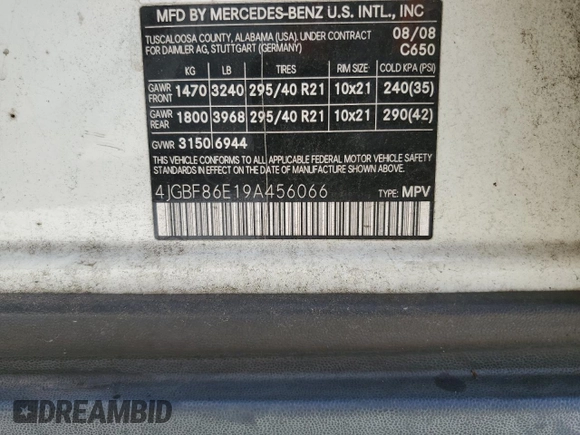 MFD BY MERCEDES-BENZ U.S. INTL., INC
TUSCALOOSA COUNTY, ALABAMA (USA). UNDER CONTRACT 08/08
FOR DAIMLER AG, STUTTGART (GERMANY) C650
KG LB TIRES RIM SIZE COLD KPA (PSI)
GAWR FRONT 1470 3240 295/40 R21 10x21 240(35)
GAWR REAR 1800 3968 295/40 R21 10x21 290(42)
GVWR 3150 6944
THIS VEHICLE CONFORMS TO ALL APPLICABLE FEDERAL MOTOR VEHICLE SAFETY
STANDARDS IN EFFECT ON THE DATE OF MANUFACTURE SHOWN ABOVE.
4JGBF86E19A456066 TYPE: MPV
DREAMBID